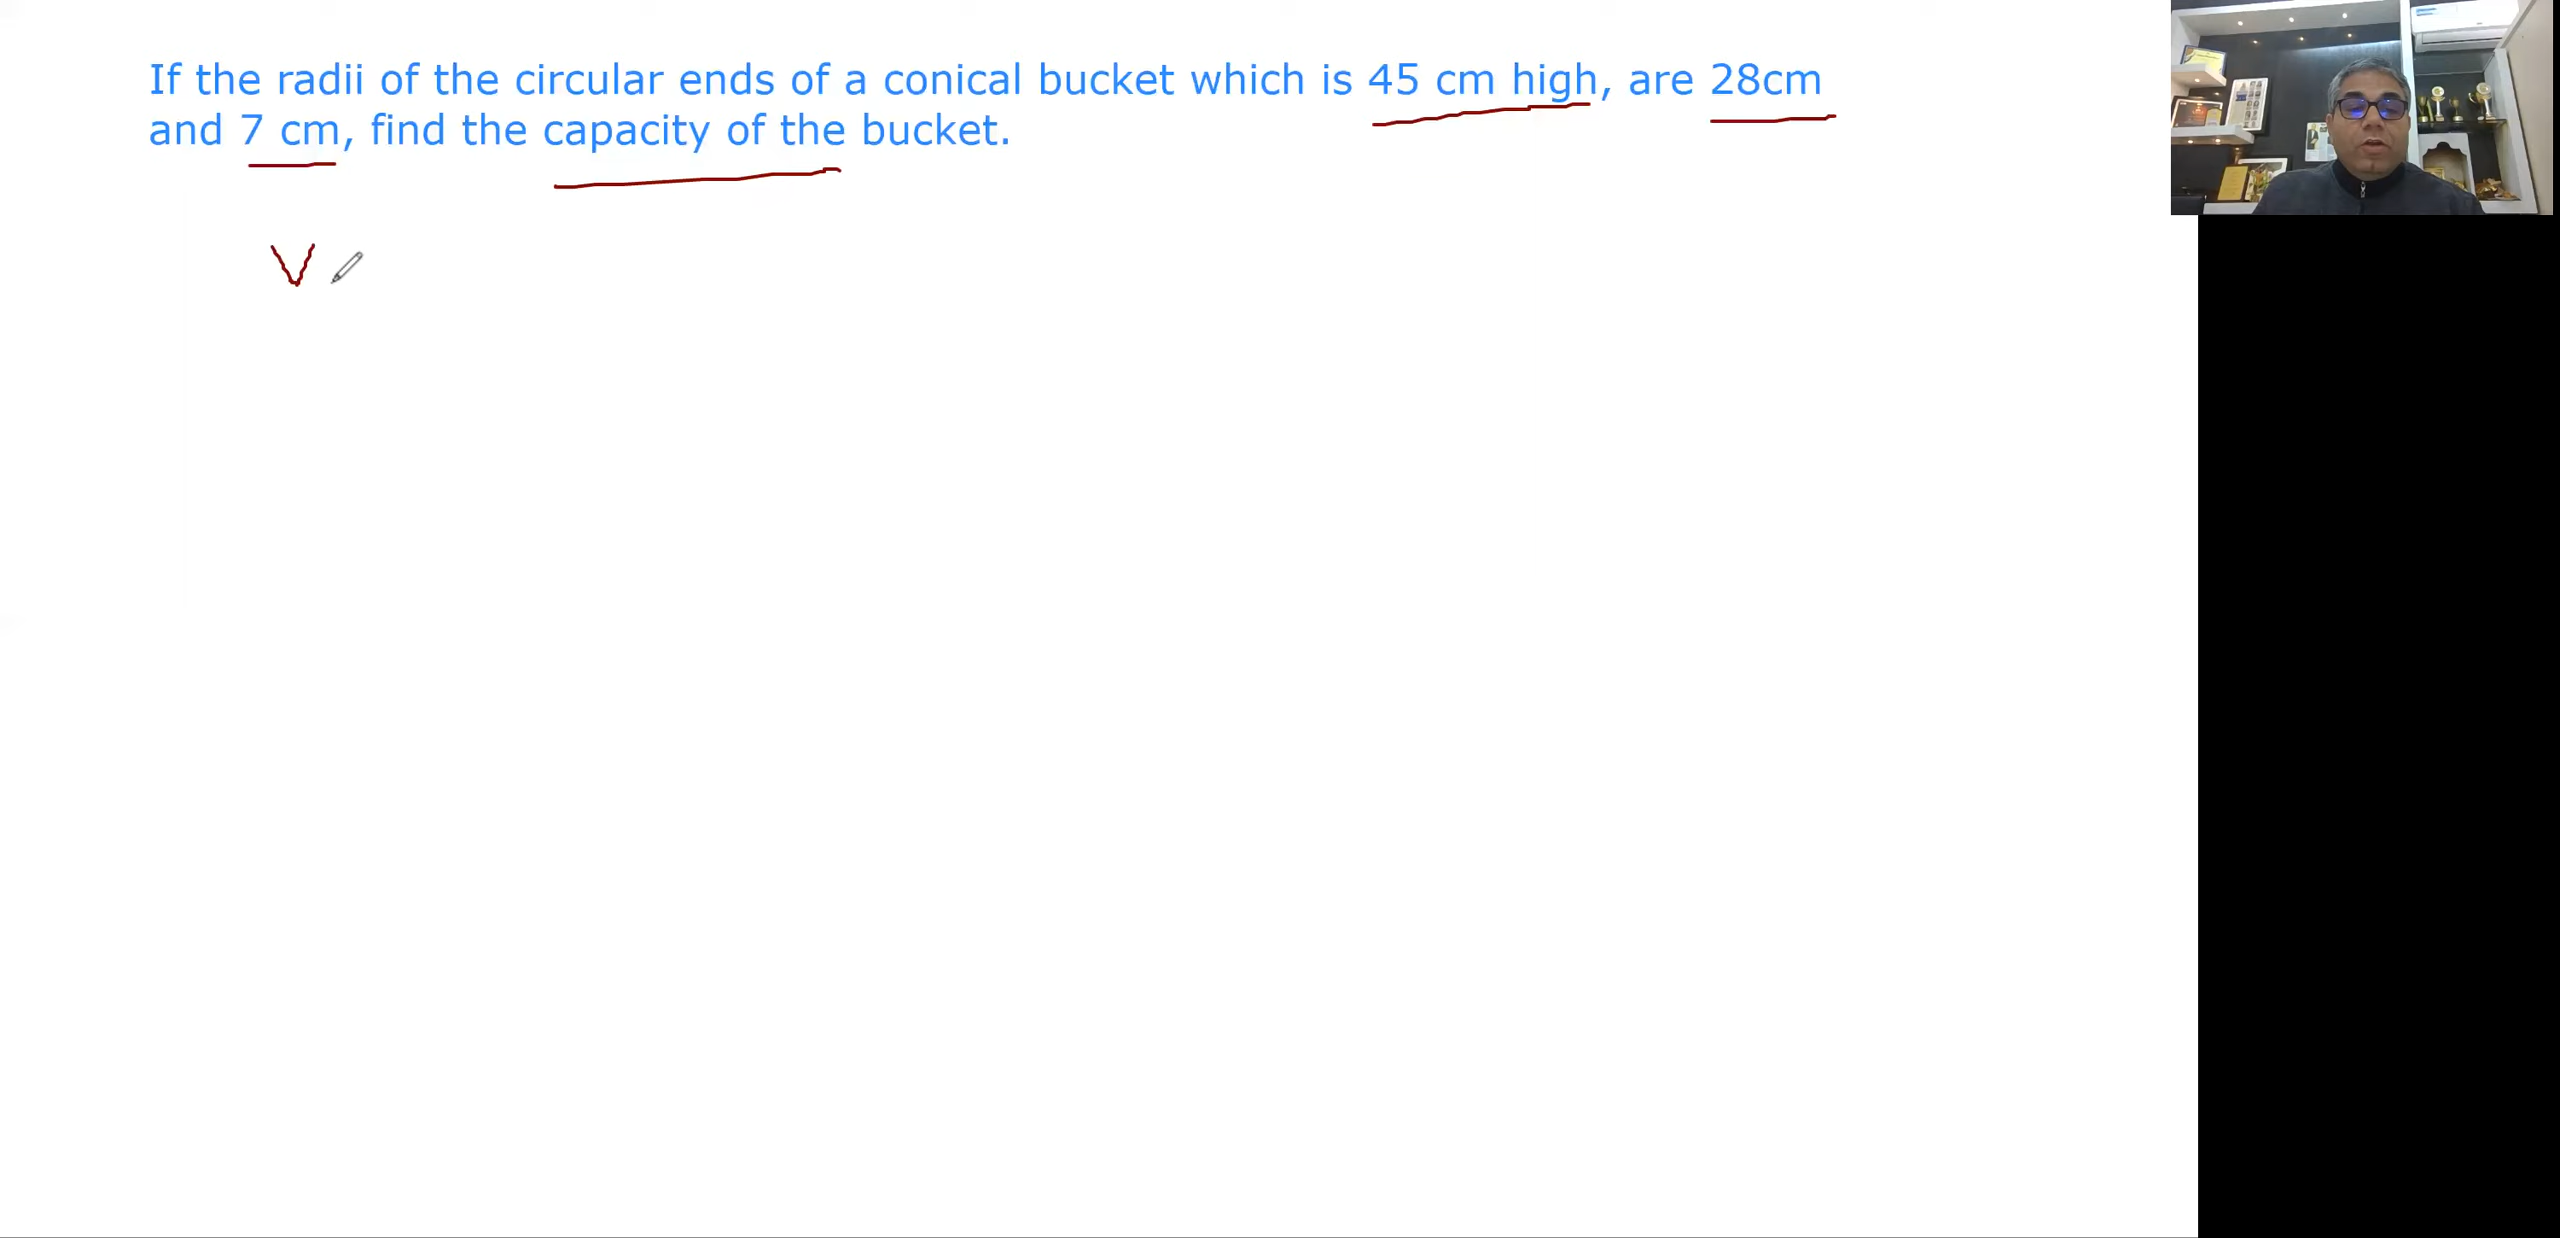 If the radii of the circular ends of a conical bucket which is 45 cm high, are 28cm
and 7 cm, find the capacity of the bucket.
V